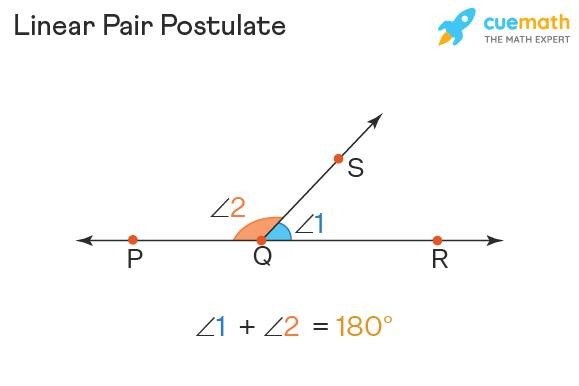 Linear Pair Postulate
cuemath
THE MATH EXPERT
S
∠2
∠1
P
Q
R
∠1 + ∠2 = 180°